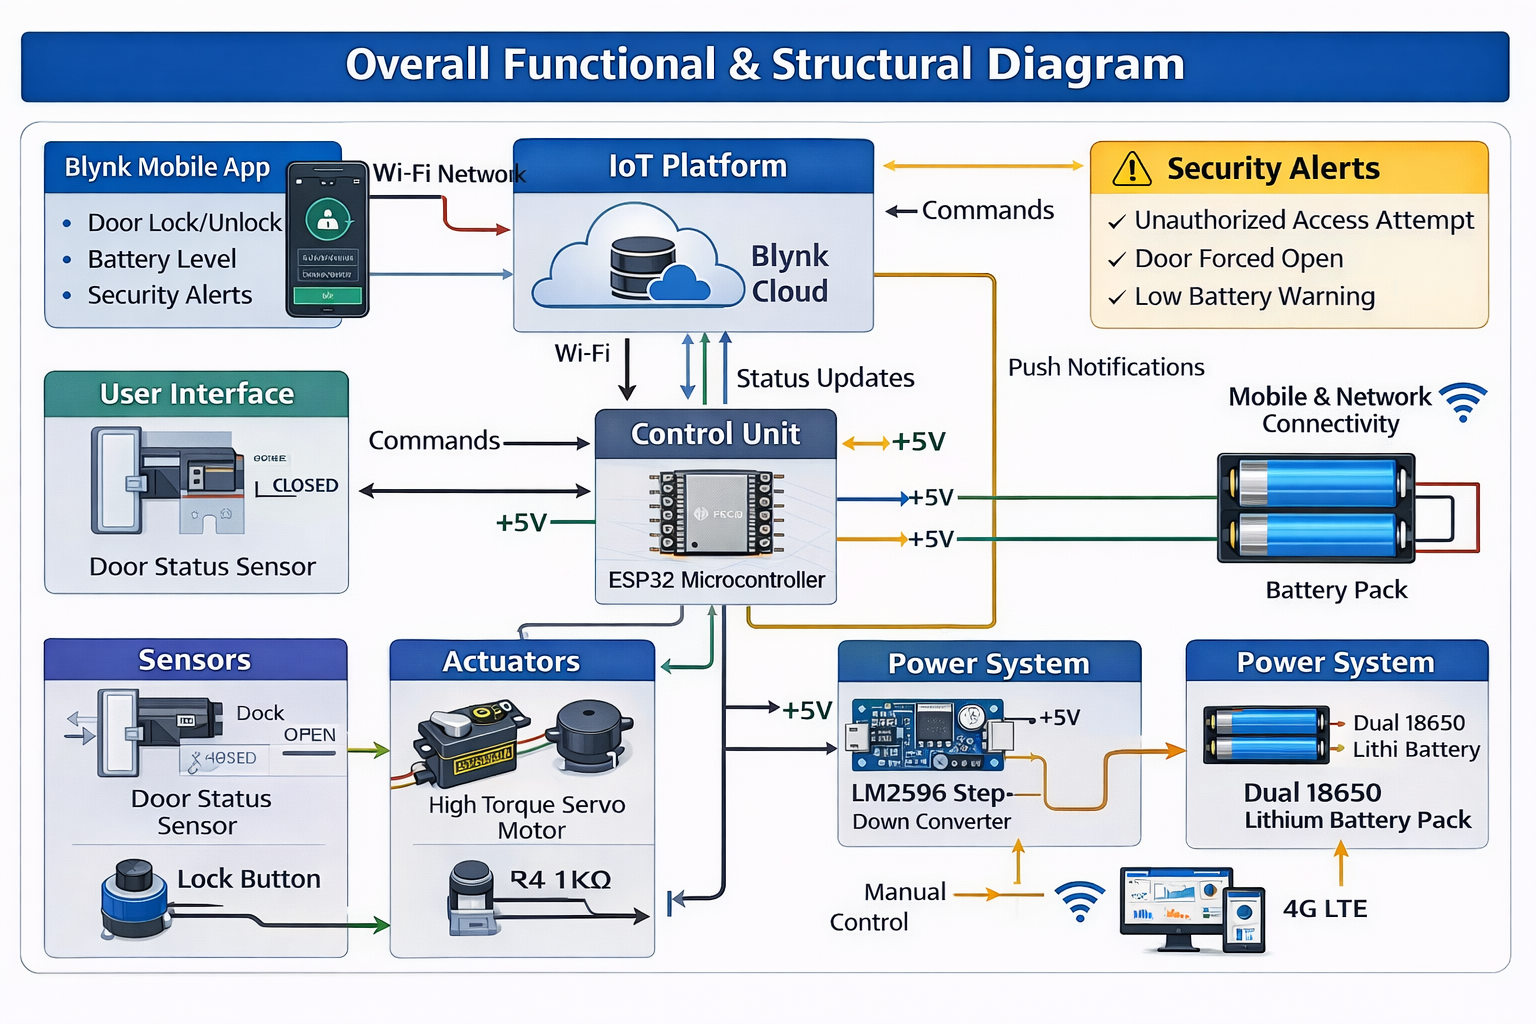 Overall Functional & Structural Diagram
Blynk Mobile App
• Door Lock/Unlock
• Battery Level
• Security Alerts
Wi-Fi Network
IoT Platform
Blynk
Cloud
Commands
Security Alerts
✓ Unauthorized Access Attempt
✓ Door Forced Open
✓ Low Battery Warning
Wi-Fi
Status Updates
Push Notifications
Mobile & Network
Connectivity
User Interface
CLOSED
Door Status Sensor
Commands
+5V
Control Unit
ESP32 Microcontroller
+5V
+5V
+5V
Battery Pack
Sensors
Dock
OPEN
Door Status
Sensor
Lock Button
Actuators
High Torque Servo
Motor
R4 1KΩ
+5V
Power System
+5V
LM2596 Step-
Down Converter
Power System
Dual 18650
Lithi Battery
Dual 18650
Lithium Battery Pack
Manual
Control
4G LTE